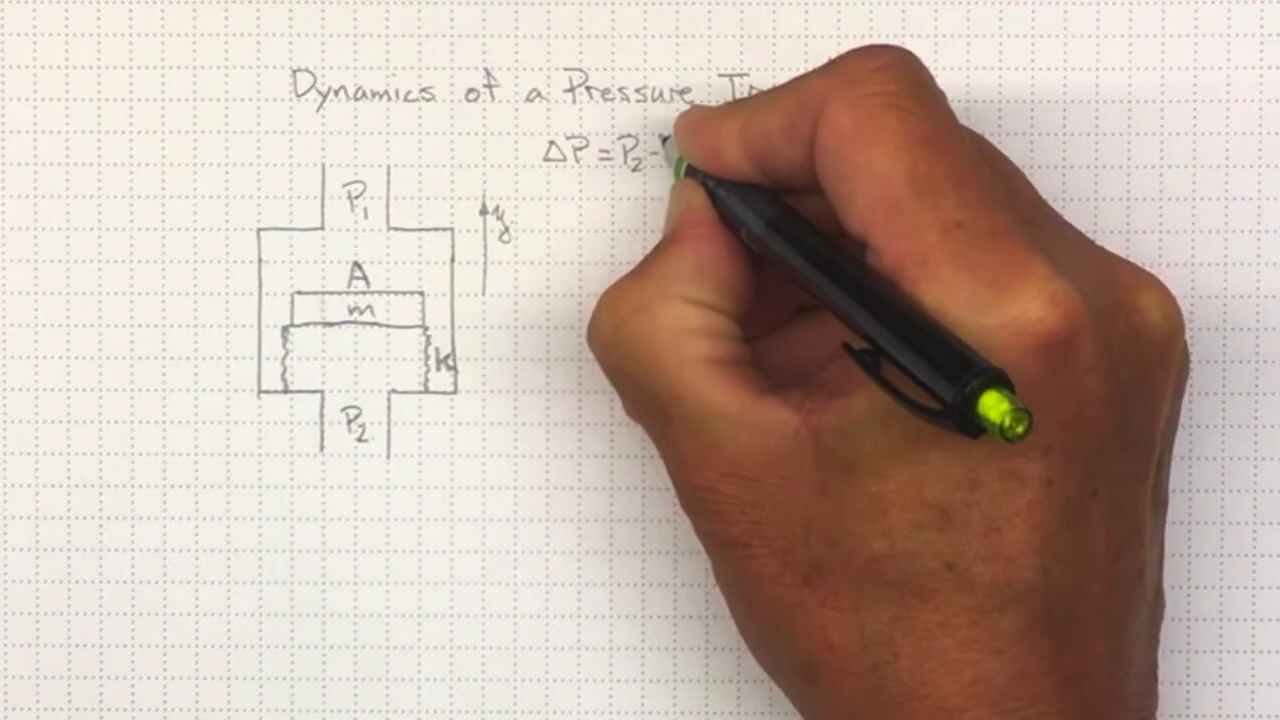 Dynamics of a Pressure
ΔP = P₂ -
P₁
y
A
m
k
P₂